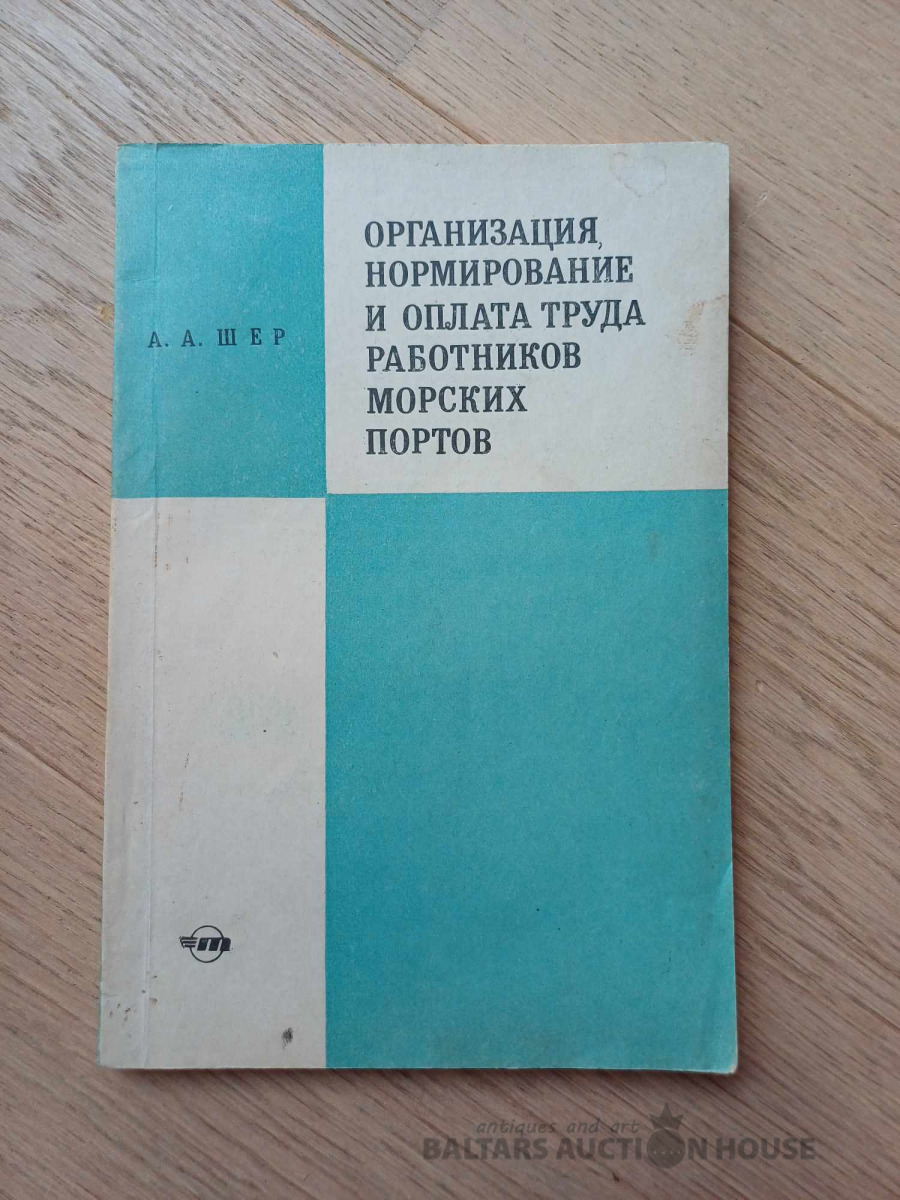 А. А. ШЕР
ОРГАНИЗАЦИЯ,
НОРМИРОВАНИЕ
И ОПЛАТА ТРУДА
РАБОТНИКОВ
МОРСКИХ
ПОРТОВ
т
antiques and art
BALTARS AUCTION HOUSE